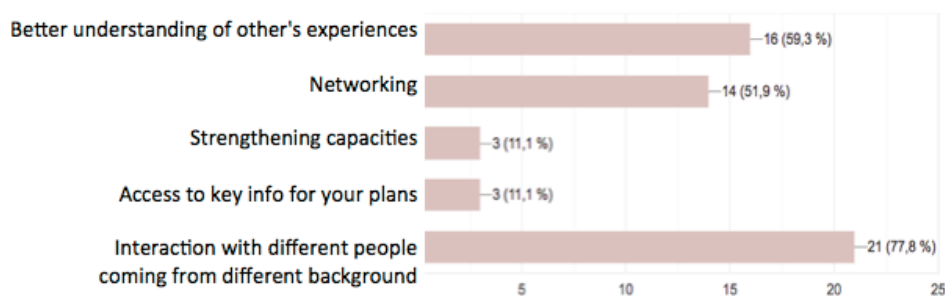 Better understanding of other's experiences
16 (59,3 %)
Networking
14 (51,9 %)
Strengthening capacities
3 (11,1 %)
Access to key info for your plans
3 (11,1 %)
Interaction with different people
coming from different background
21 (77,8 %)
5 10 15 20 25